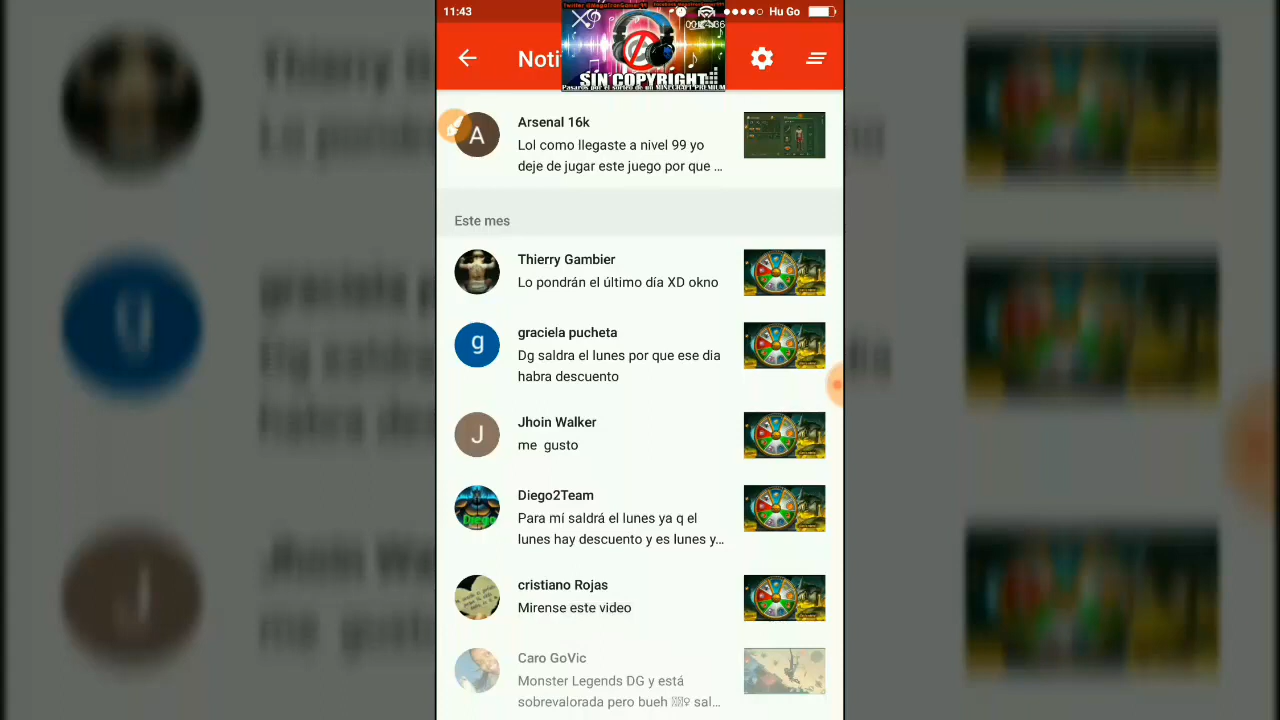 11:43
Hu Go
Noti
SIN COPYRIGHT
A
Arsenal 16k
Lol como llegaste a nivel 99 yo
deje de jugar este juego por que ...
Este mes
Thierry Gambier
Lo pondrán el último día XD okno
g
graciela pucheta
Dg saldra el lunes por que ese dia
habra descuento
J
Jhoin Walker
me gusto
Diego2Team
Para mí saldrá el lunes ya q el
lunes hay descuento y es lunes y...
cristiano Rojas
Mirense este video
Caro GoVic
Monster Legends DG y está
sobrevalorada pero bueh sal...